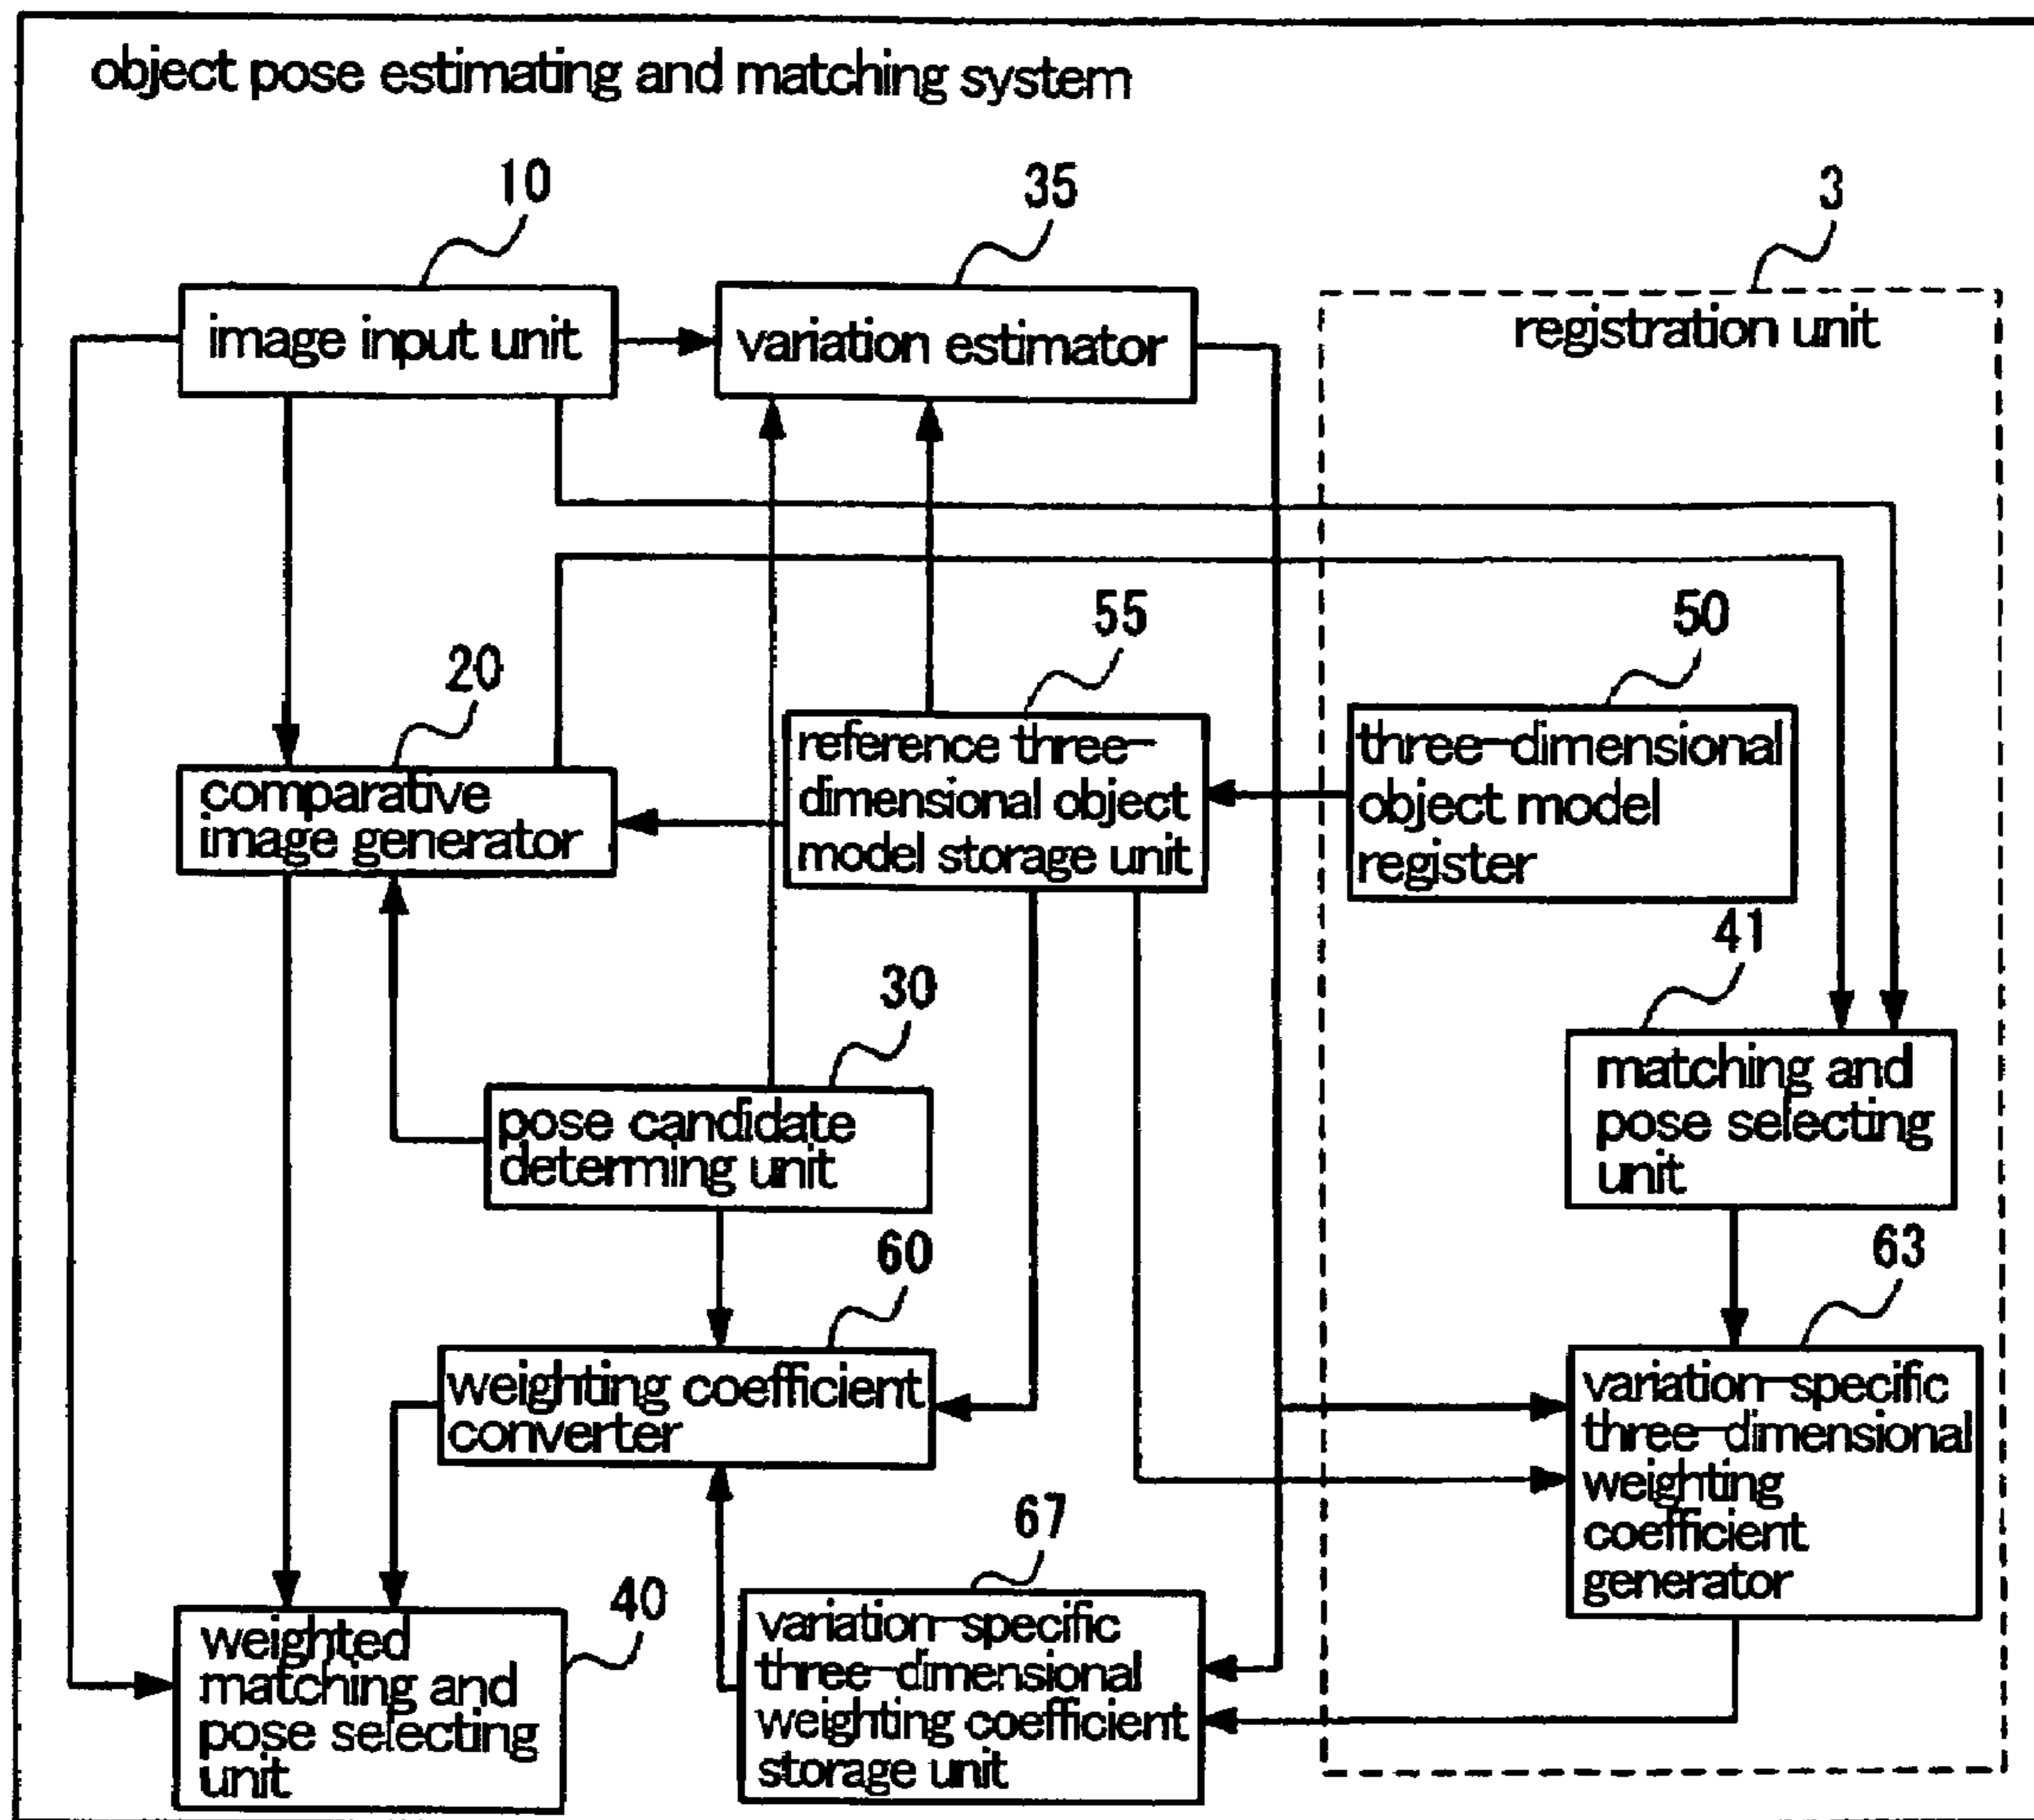 object pose estimating and matching system
10
35
3
image input unit
variation estimator
registration unit
55
50
20
reference three-
dimensional object
model storage unit
three-dimensional
object model
register
comparative
image generator
41
30
matching and
pose selecting
unit
pose candidate
determing unit
60
63
weighting coefficient
converter
variation-specific
three-dimensional
weighting
coefficient
generator
67
40
weighted
matching and
pose selecting
unit
variation-specific
three-dimensional
weighting coefficient
storage unit